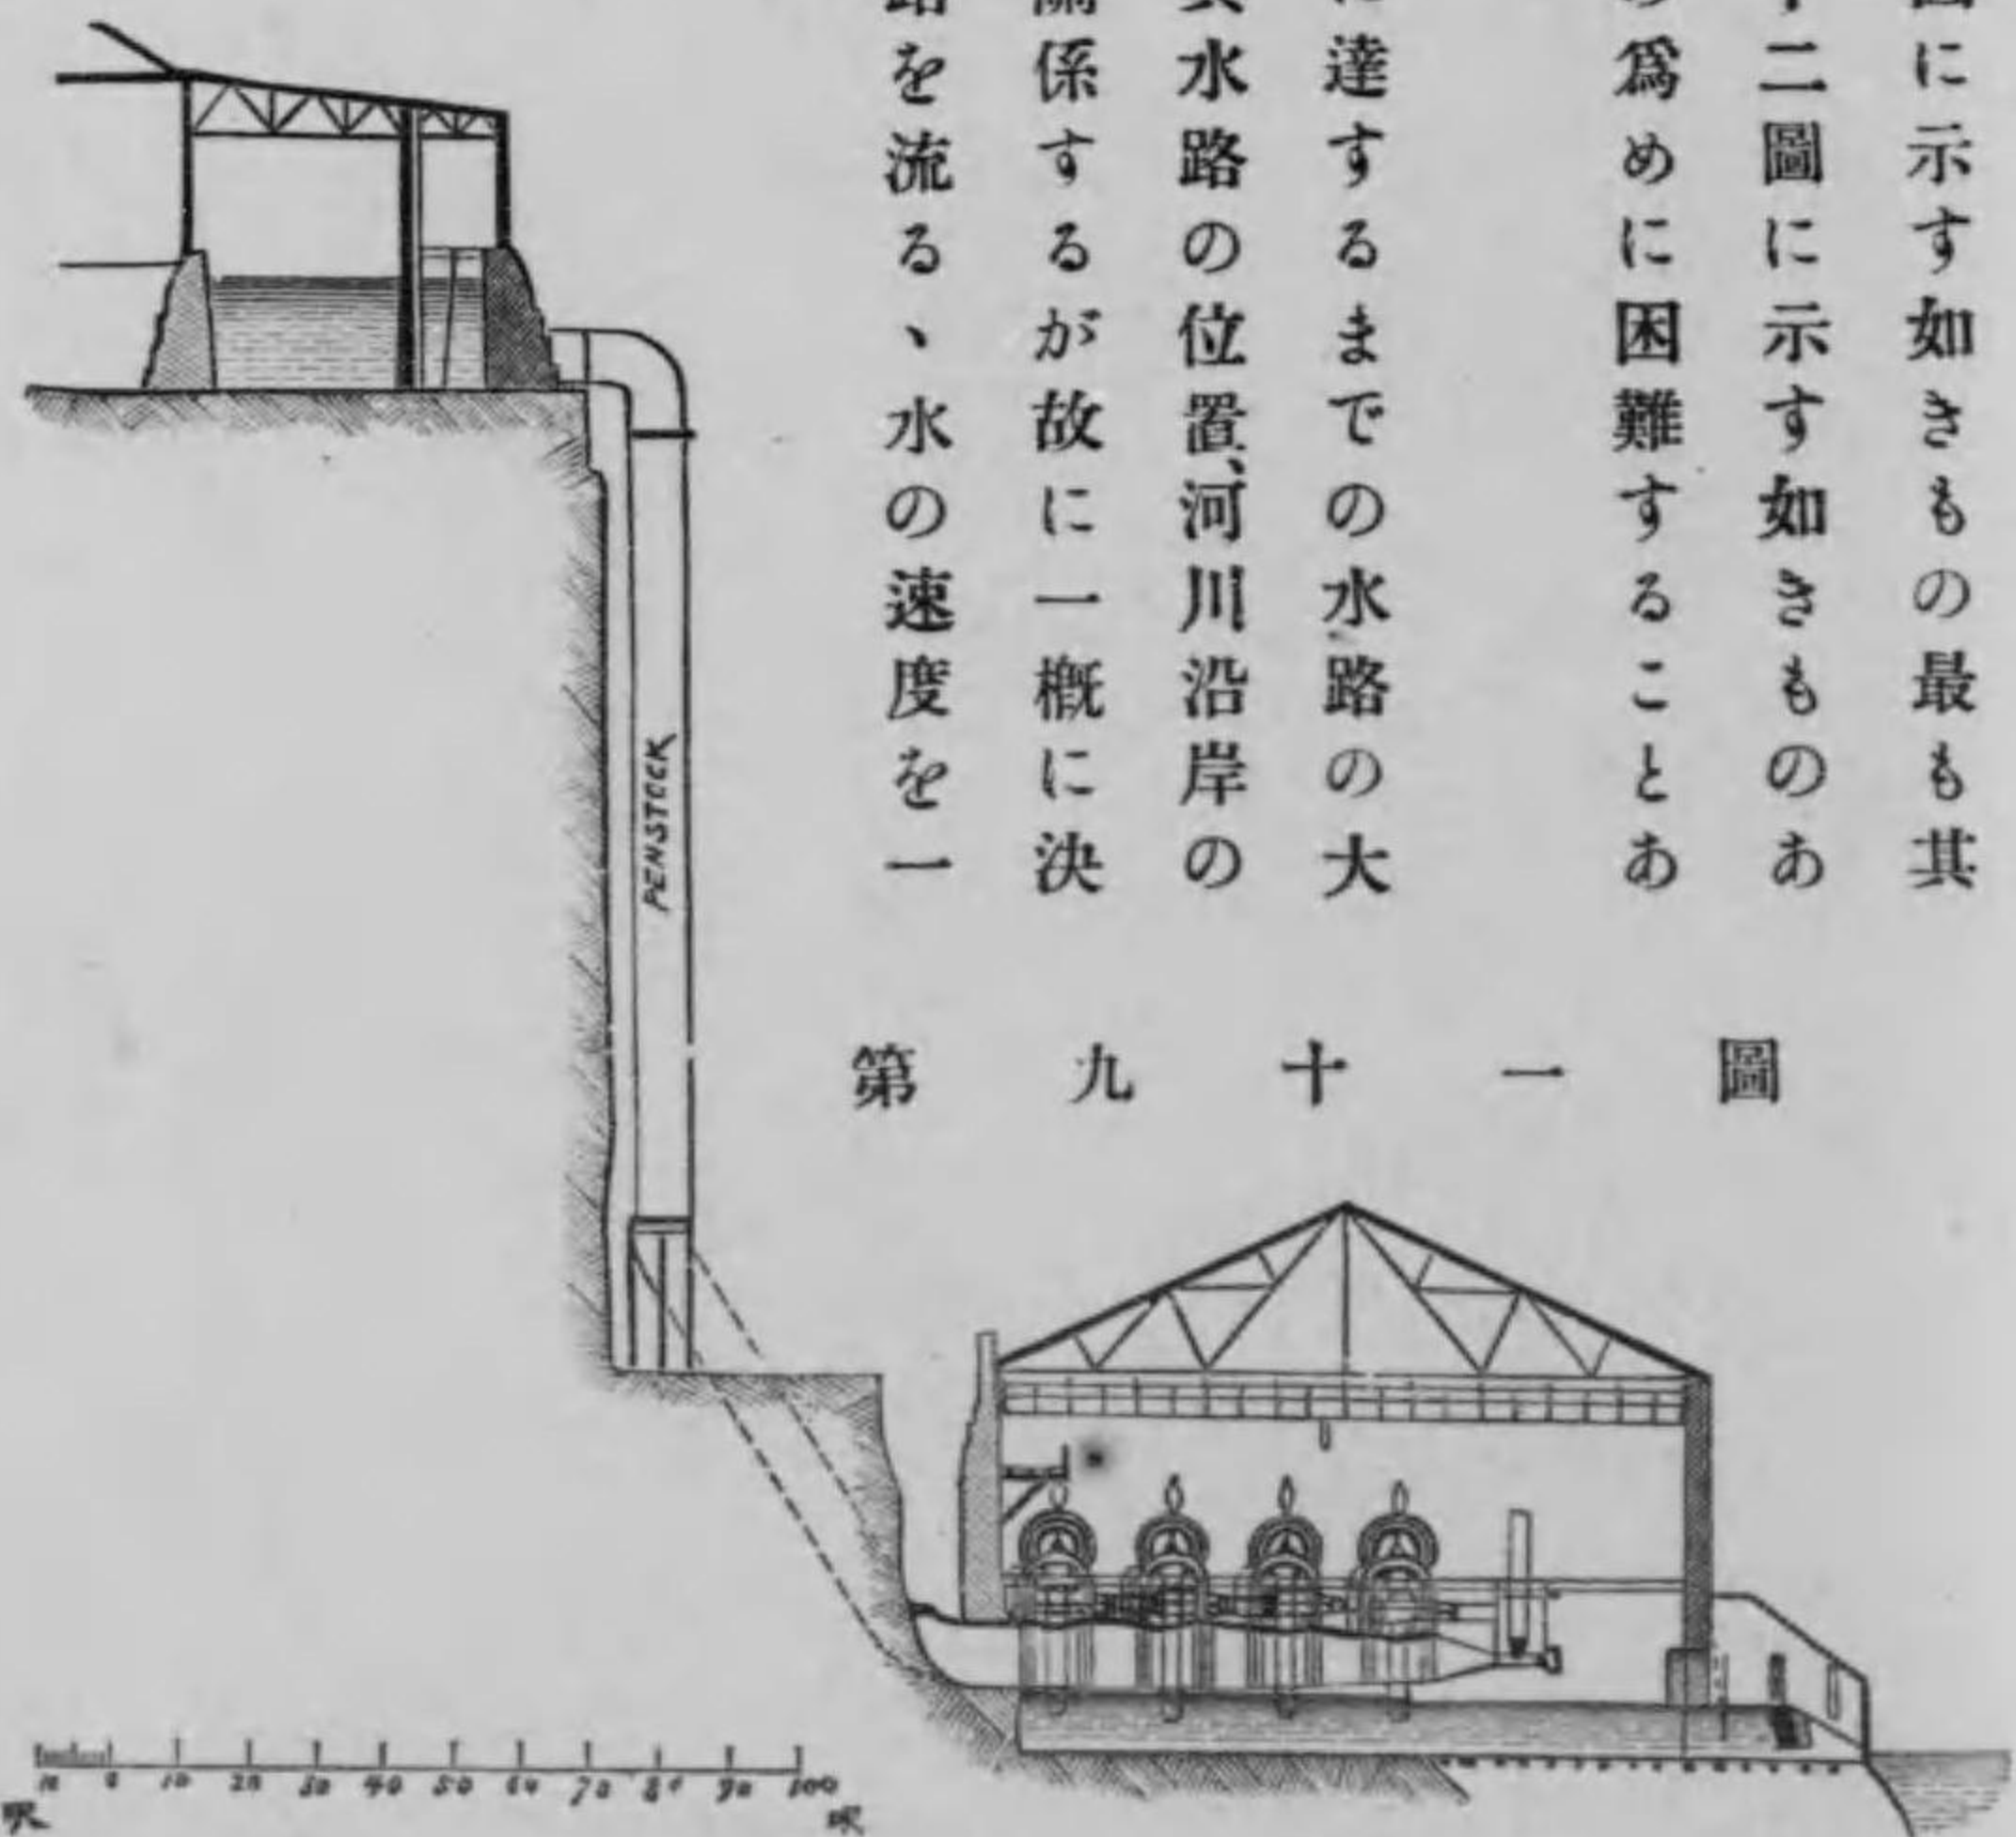 に示す如きものの最も其
二圖に示す如きものあ
爲めに困難することあ
に達するまでの水路の大
水路の位置、河川沿岸の
關係するが故に一概に決
路を流る、水の速度を一
第九十一圖
PENSTOCK
10 0 10 20 30 40 50 60 70 80 90 100
呎 呎